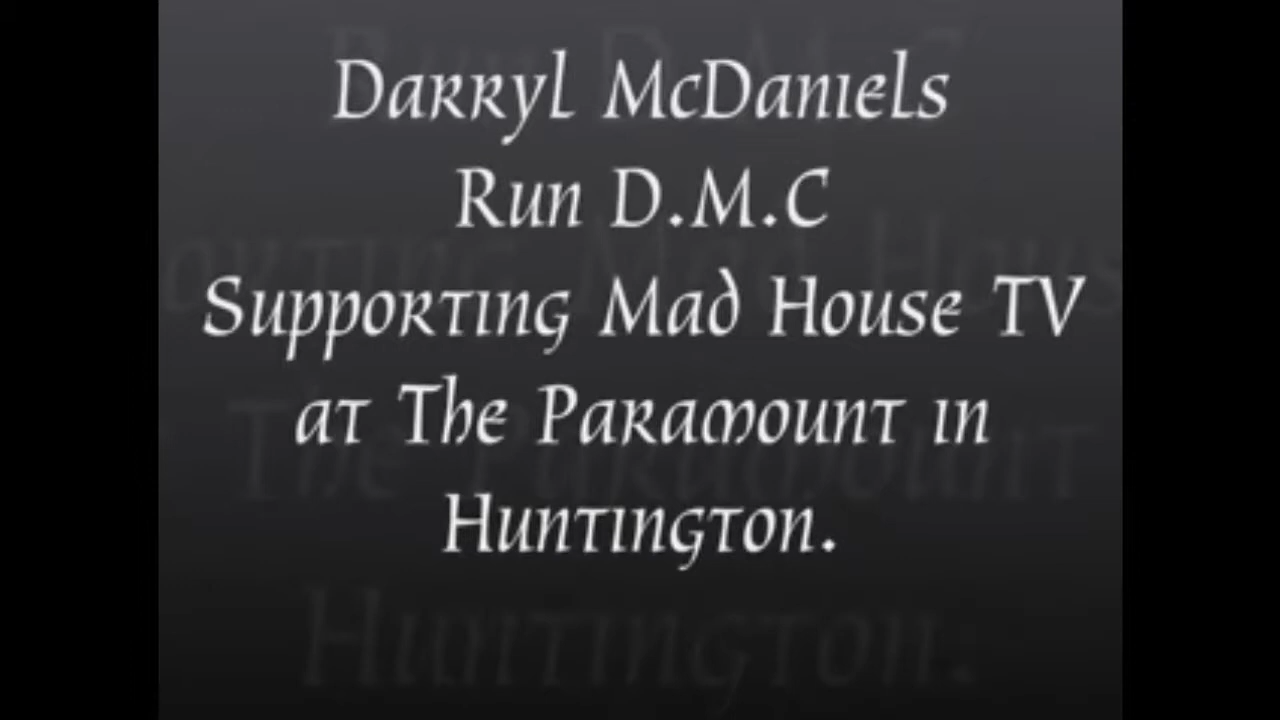 Darryl McDaniels
Run D.M.C
Supporting Mad House TV
at The Paramount in
Huntington.